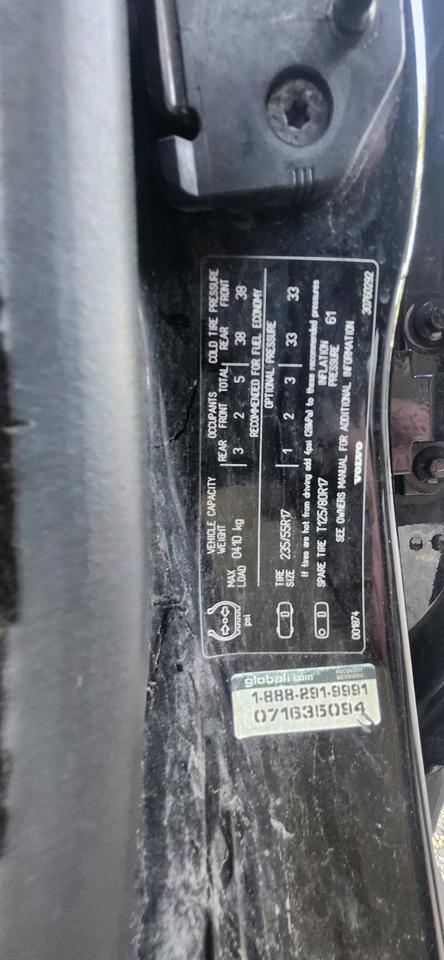 VEHICLE CAPACITY OCCUPANTS COLD TIRE PRESSURE
WEIGHT REAR FRONT TOTAL REAR FRONT
MAX LOAD 0410 kg 3 2 5 38 38
psi
RECOMMENDED FOR FUEL ECONOMY
OPTIONAL PRESSURE
TIRE SIZE 235/55R17 1 2 3 33 33
If tires are hot from driving add 4psi (28kPa) to these recommended pressures
SPARE TIRE T125/80R17 INFLATION PRESSURE 61
SEE OWNERS MANUAL FOR ADDITIONAL INFORMATION
001874 VOLVO 30760292
globali.com RECOVERY NETWORK
1-888-291-9991
071635094